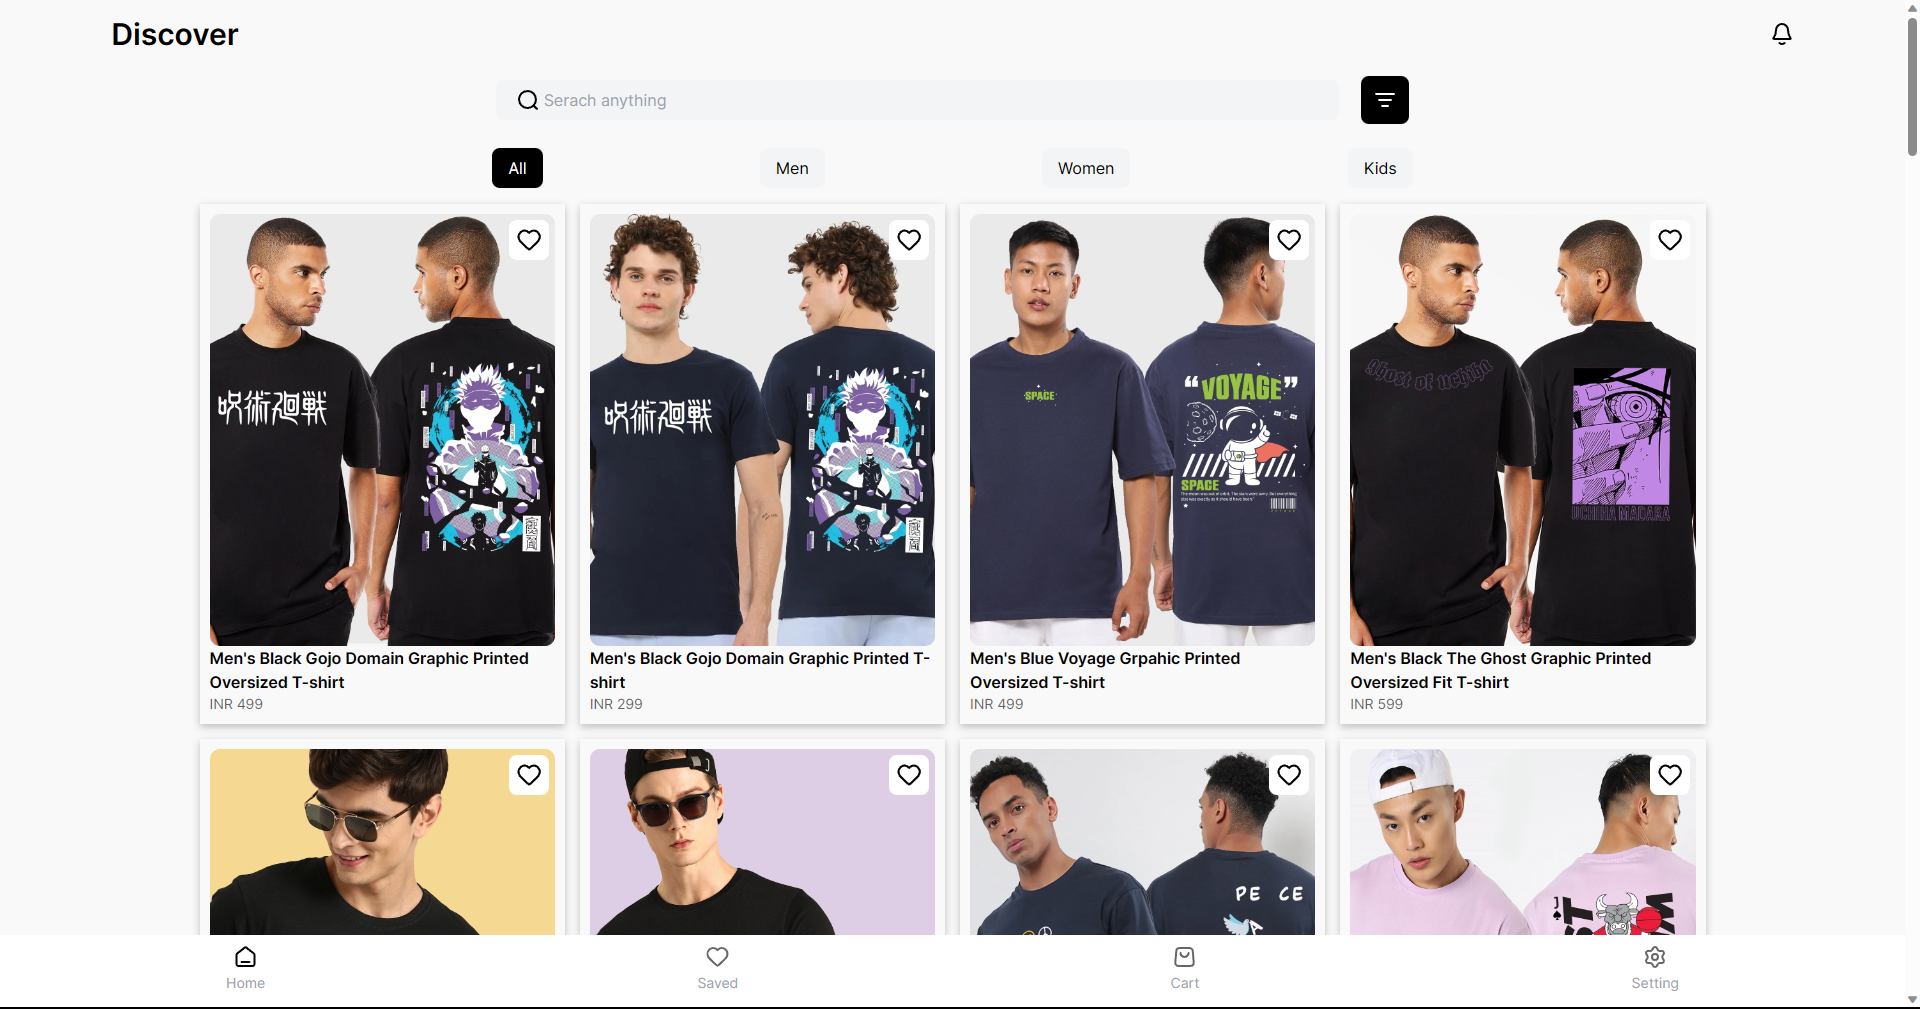 Discover
Serach anything
All
Men
Women
Kids
呪術廻戦
呪術廻戦
SPACE
"VOYAGE"
SPACE
Ghost of uchiha
UCHIHA MADARA
Men's Black Gojo Domain Graphic Printed
Oversized T-shirt
INR 499
Men's Black Gojo Domain Graphic Printed T-
shirt
INR 299
Men's Blue Voyage Grpahic Printed
Oversized T-shirt
INR 499
Men's Black The Ghost Graphic Printed
Oversized Fit T-shirt
INR 599
PE CE
A
J
Home
Saved
Cart
Setting